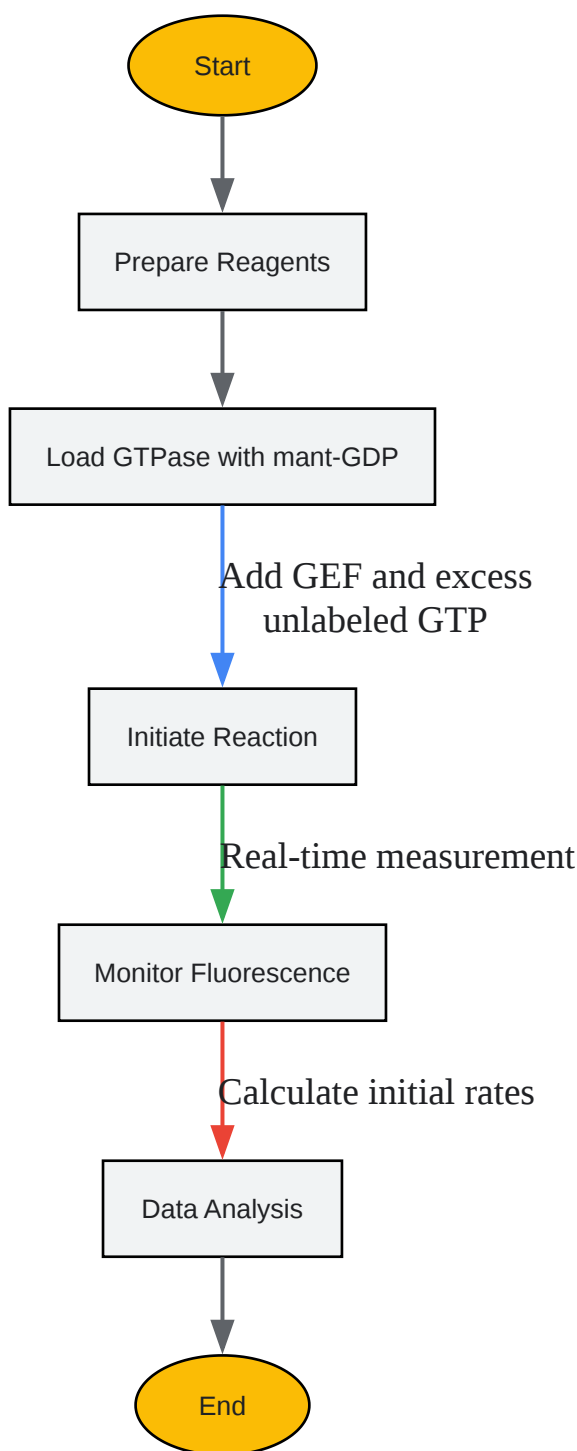 Start
Prepare Reagents
Load GTPase with mant-GDP
Add GEF and excess
unlabeled GTP
Initiate Reaction
Real-time measurement
Monitor Fluorescence
Calculate initial rates
Data Analysis
End